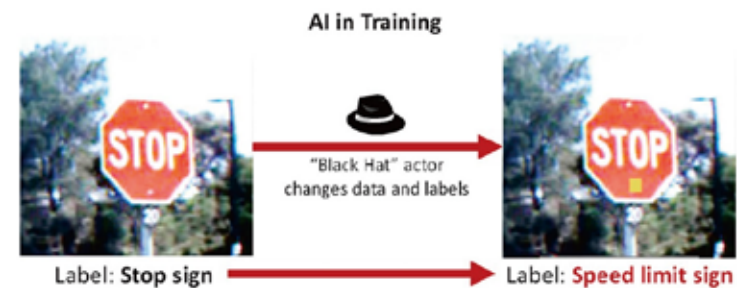 AI in Training
STOP
STOP
"Black Hat" actor
changes data and labels
Label: Stop sign
Label: Speed limit sign